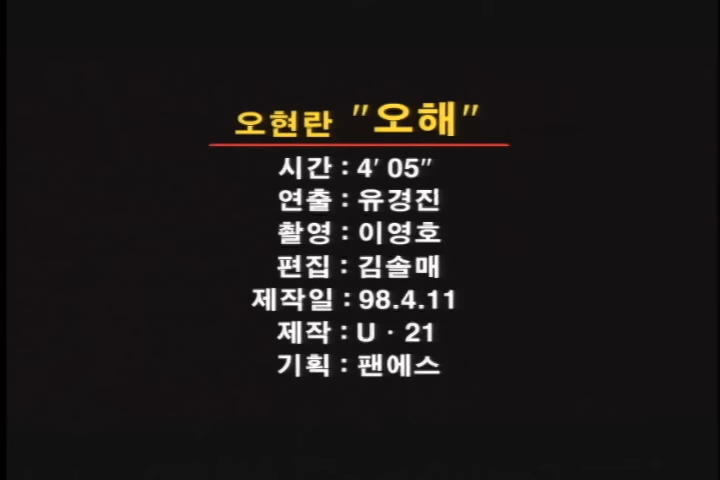 오현란 "오해"
시간 : 4' 05"
연출 : 유경진
촬영 : 이영호
편집 : 김솔매
제작일 : 98.4.11
제작 : U · 21
기획 : 팬에스